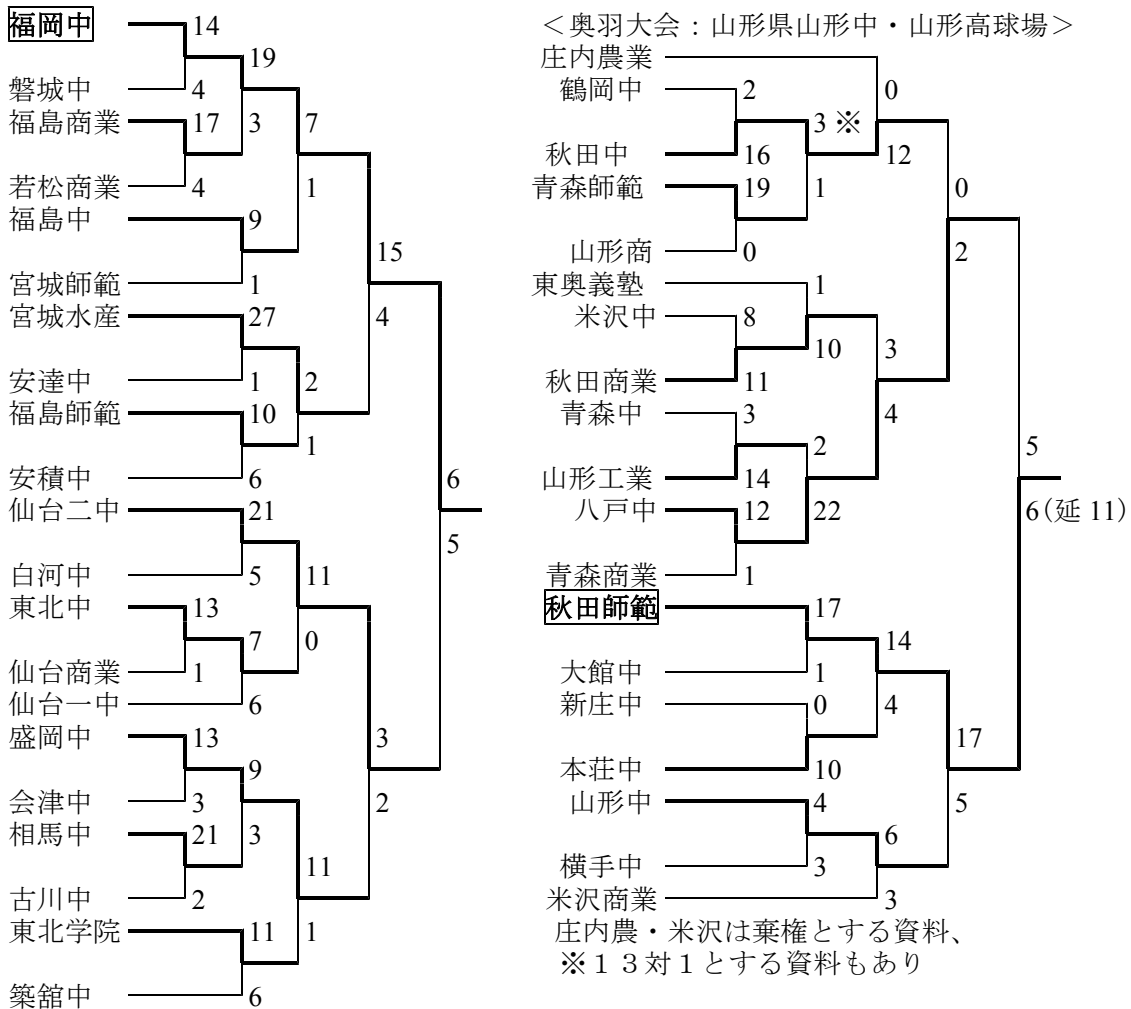 福岡中 14
19
磐城中 4
福島商業 17 3 7
若松商業 4 1
福島中 9
15
宮城師範 1
宮城水産 27 4
安達中 1 2
福島師範 10
1
安積中 6 6
仙台二中 21
5
白河中 5 11
東北中 13
7 0
仙台商業 1
仙台一中 6
盛岡中 13 3
9
会津中 3 2
相馬中 21 3
11
古川中 2
東北学院 11 1
築舘中 6
<奥羽大会:山形県山形中・山形高球場>
庄内農業
鶴岡中 2 0
3 ※
秋田中 16 12
青森師範 19 1 0
山形商 0 2
東奥義塾 1
米沢中 8
10 3
秋田商業 11
青森中 3 4
2 5
山形工業 14
八戸中 12 22 6(延 11)
青森商業 1
秋田師範 17
14
大館中 1
新庄中 0 4
17
本荘中 10
山形中 4 5
6
横手中 3
米沢商業 3
庄内農・米沢は棄権とする資料、
※13対1とする資料もあり